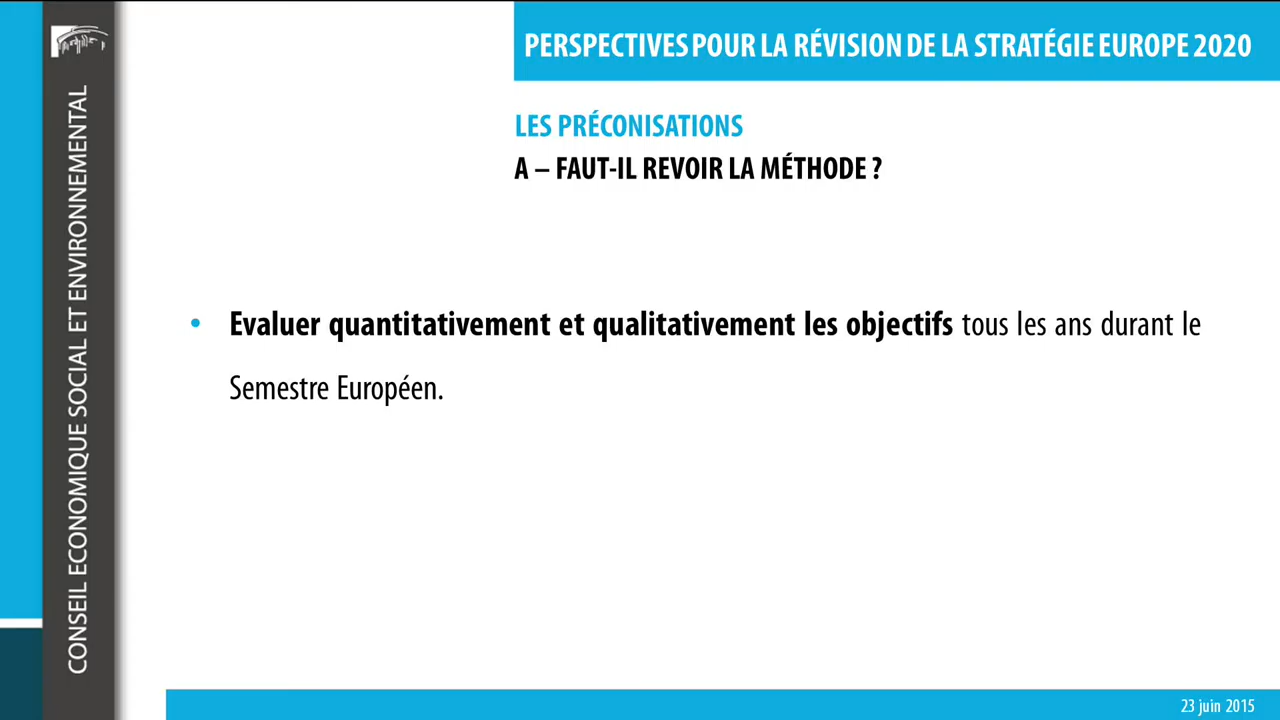 PERSPECTIVES POUR LA RÉVISION DE LA STRATÉGIE EUROPE 2020
LES PRÉCONISATIONS
A – FAUT-IL REVOIR LA MÉTHODE ?
CONSEIL ECONOMIQUE SOCIAL ET ENVIRONNEMENTAL
• Evaluer quantitativement et qualitativement les objectifs tous les ans durant le
Semestre Européen.
23 juin 2015